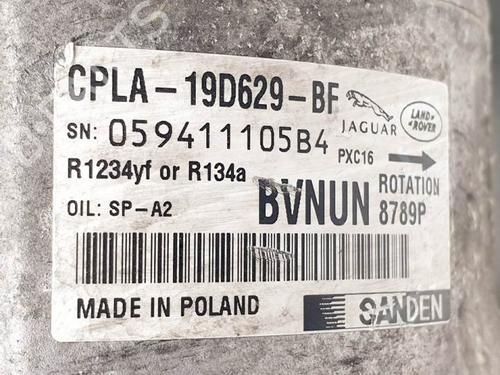 CPLA-19D629-BF
JAGUAR
LAND ROVER
SN: 059411105B4
PXC16
R1234yf or R134a
ROTATION
OIL: SP-A2
BVNUN
8789P
MADE IN POLAND
SANDEN